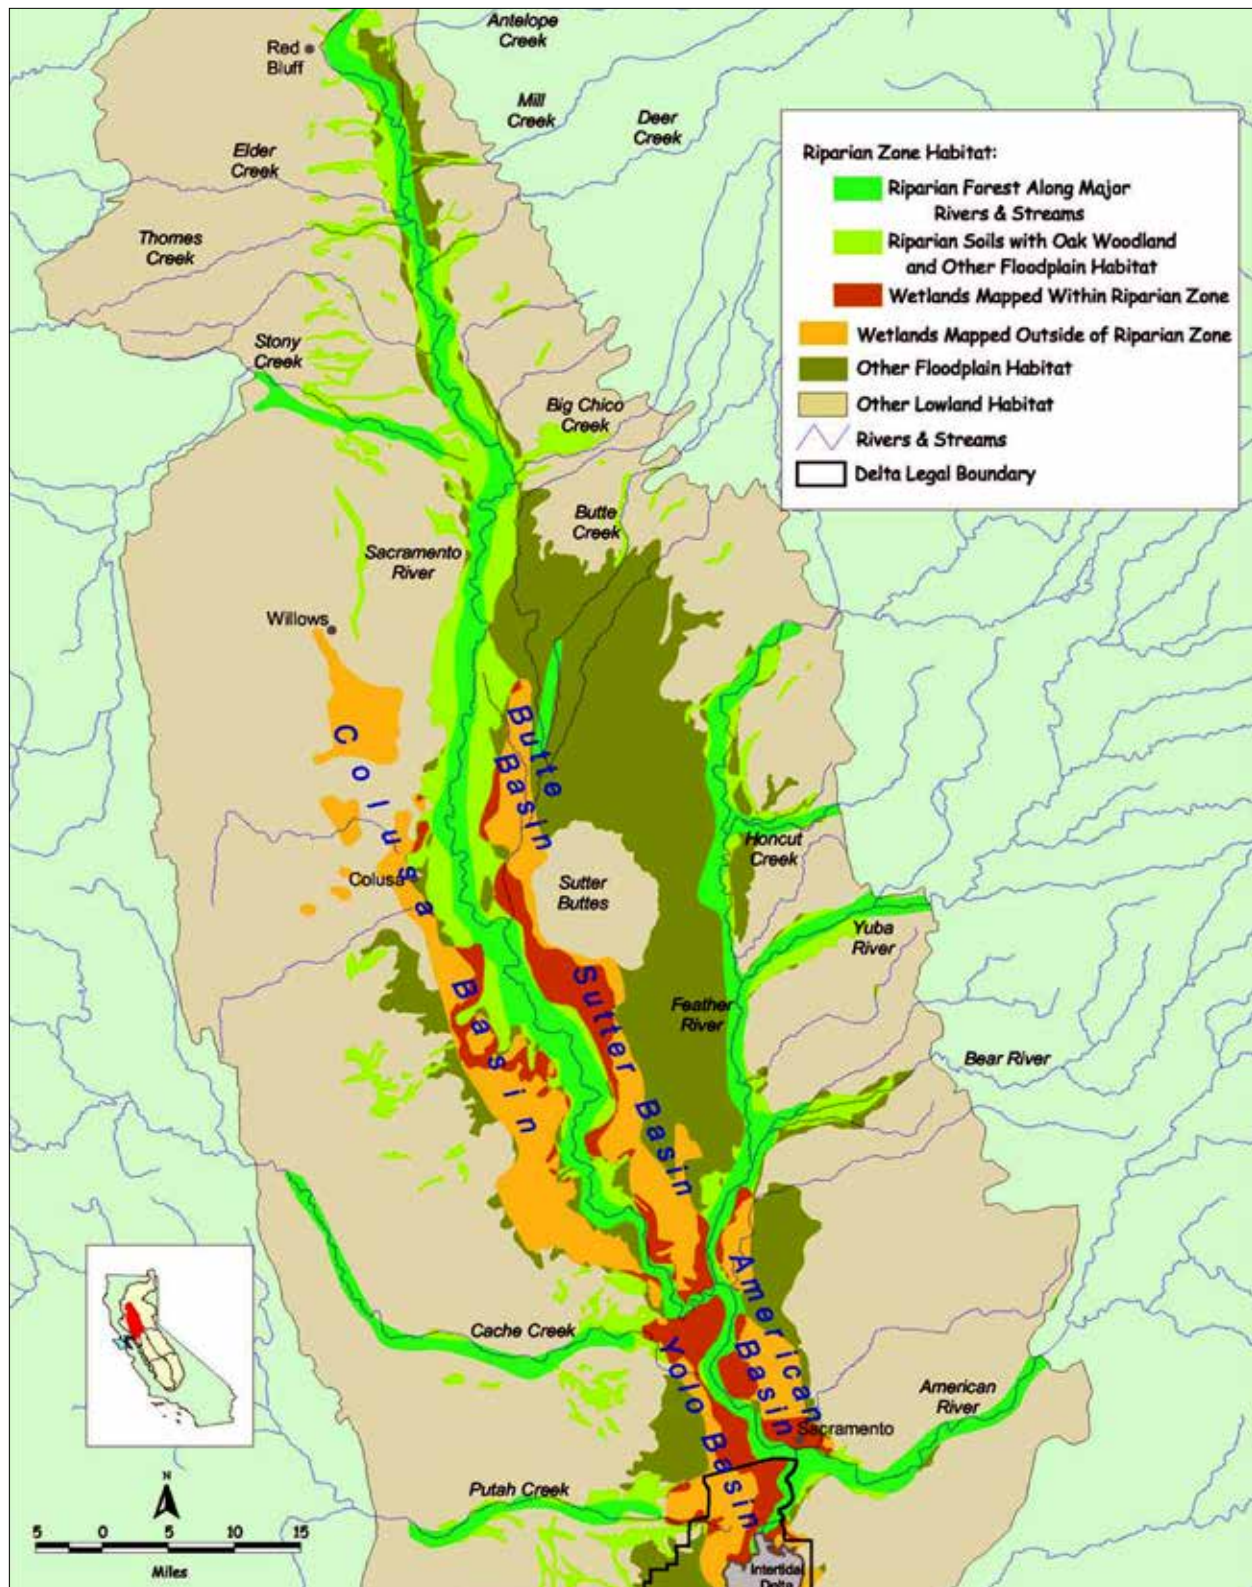 Antelope
Creek
Red
Bluff
Mill
Creek
Deer
Creek
Elder
Creek
Thomes
Creek
Stony
Creek
Big Chico
Creek
Butte
Creek
Sacramento
River
Willows
Riparian Zone Habitat:
Riparian Forest Along Major
Rivers & Streams
Riparian Soils with Oak Woodland
and Other Floodplain Habitat
Wetlands Mapped Within Riparian Zone
Wetlands Mapped Outside of Riparian Zone
Other Floodplain Habitat
Other Lowland Habitat
Rivers & Streams
Delta Legal Boundary
Butte
Basin
Colusa Basin
Colusa
Honcut
Creek
Sutter
Buttes
Yuba
River
Sutter Basin
Feather
River
Bear River
American
Basin
Cache Creek
Yolo Basin
American
River
Sacramento
Putah Creek
Intertidal
Delta
N
5 0 5 10 15
Miles